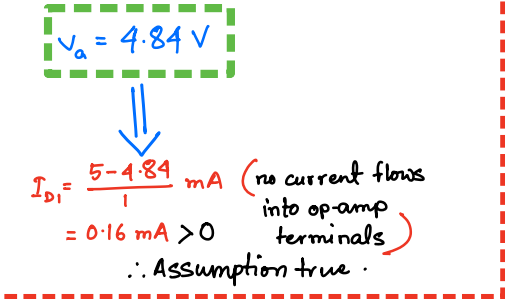 Va = 4.84 V
ID1 = (5-4.84)/1 mA (no current flows
into op-amp
= 0.16 mA > 0 terminals)
∴ Assumption true.